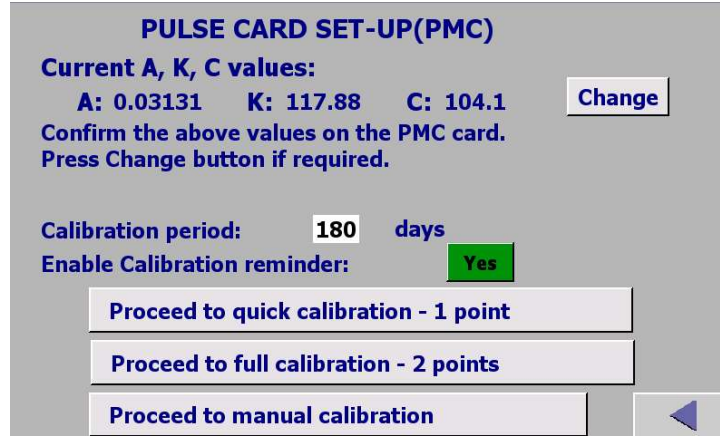 PULSE CARD SET-UP(PMC)
Current A, K, C values:
A: 0.03131 K: 117.88 C: 104.1 Change
Confirm the above values on the PMC card.
Press Change button if required.
Calibration period: 180 days
Enable Calibration reminder: Yes
Proceed to quick calibration - 1 point
Proceed to full calibration - 2 points
Proceed to manual calibration